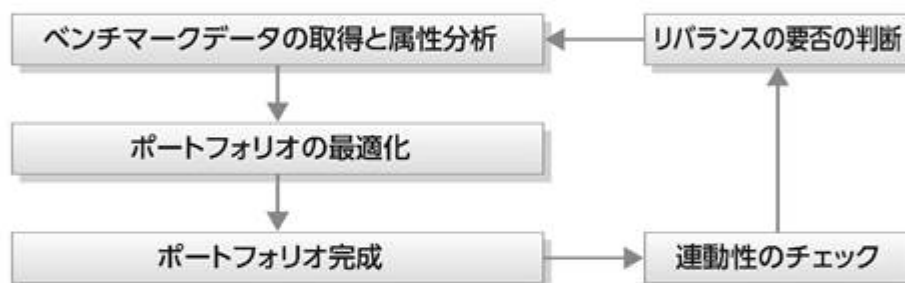 ベンチマークデータの取得と属性分析
リバランスの要否の判断
ポートフォリオの最適化
ポートフォリオ完成
連動性のチェック